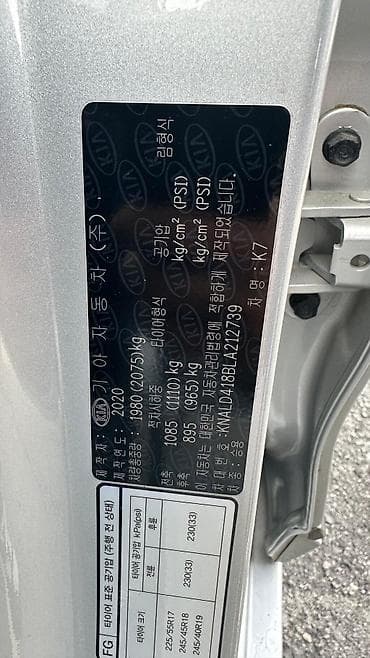 제작자 : KIA 기아 자동차 (주).
제작연도 : 2020
차량총중량 : 1980 (2075)kg
적차시하중 타이어형식 공기압 림형식
전축 1085 (1110) kg kg/cm² (PSI)
후축 895 (965) kg kg/cm² (PSI)
이 자동차는 대한민국 자동차관리법령에 적합하게 제작되었습니다.
차대번호 : KNALD418BLA212739
차명 : K7
승용
타이어 표준 공기압 (주행 전 상태)
타이어 크기 타이어 공기압 kPa(psi)
전륜 후륜
225/55R17
245/45R18 230(33) 230(33)
245/40R19
FG